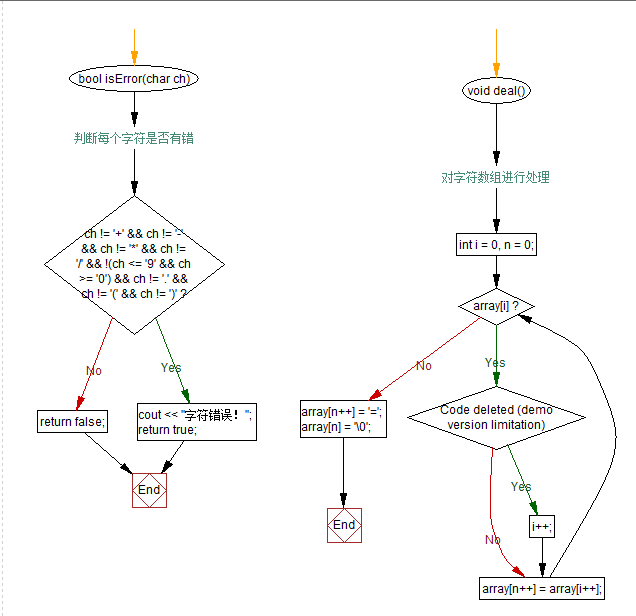 bool isError(char ch)
判断每个字符是否有错
ch != '+' && ch != '-'
&& ch != '*' && ch !=
'/' && !(ch <= '9' && ch
>= '0') && ch != '.' &&
ch != '(' && ch != ')' ?
No
Yes
return false;
cout << "字符错误！";
return true;
End
void deal()
对字符数组进行处理
int i = 0, n = 0;
array[i] ?
No
Yes
array[n++] = '=';
array[n] = '\0';
End
Code deleted (demo
version limitation)
Yes
No
i++;
array[n++] = array[i++];